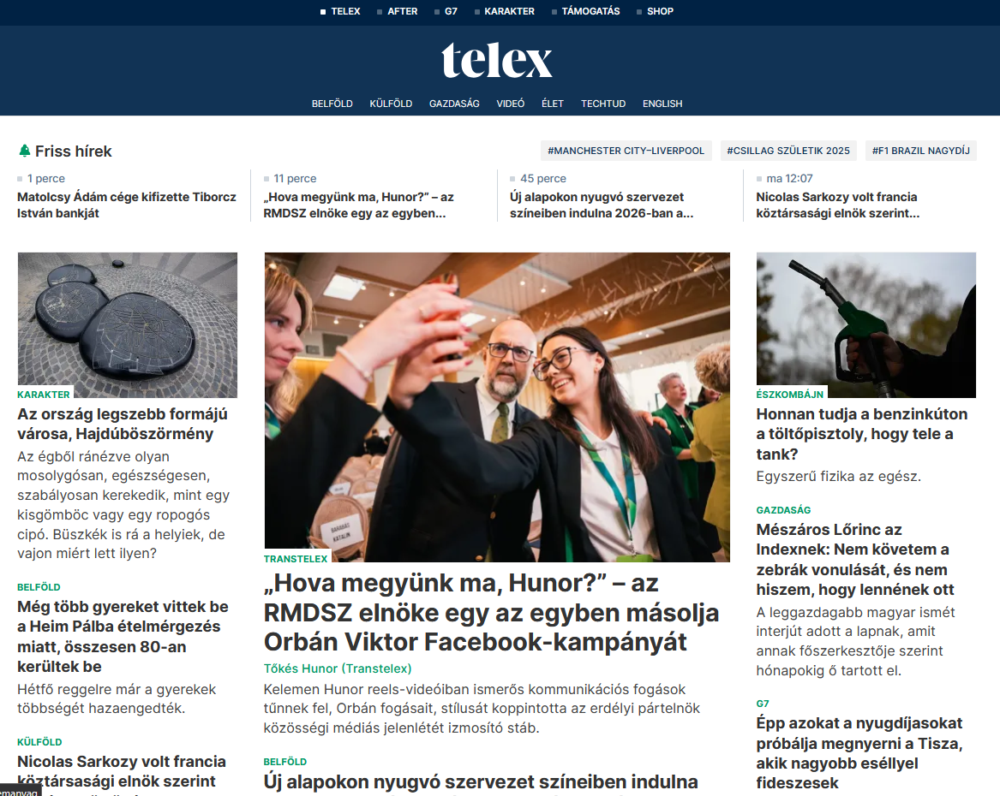 TELEX
AFTER
G7
KARAKTER
TÁMOGATÁS
SHOP
telex
BELFÖLD
KÜLFÖLD
GAZDASÁG
VIDEÓ
ÉLET
TECHTUD
ENGLISH
Friss hírek
#MANCHESTER CITY–LIVERPOOL
#CSILLAG SZÜLETIK 2025
#F1 BRAZIL NAGYDÍJ
1 perce
Matolcsy Ádám cége kifizette Tiborcz
István bankját
11 perce
„Hova megyünk ma, Hunor?” – az
RMDSZ elnöke egy az egyben...
45 perce
Új alapokon nyugvó szervezet
színeiben indulna 2026-ban a...
ma 12:07
Nicolas Sarkozy volt francia
köztársasági elnök szerint...
KARAKTER
Az ország legszebb formájú
városa, Hajdúböszörmény
Az égből ránézve olyan
mosolygósan, egészségesen,
szabályosan kerekedik, mint egy
kisgömböc vagy egy ropogós
cipó. Büszkék is rá a helyiek, de
vajon miért lett ilyen?
BELFÖLD
Még több gyereket vittek be
a Heim Pálba ételmérgezés
miatt, összesen 80-an
kerültek be
Hétfő reggelre már a gyerekek
többségét hazaengedték.
KÜLFÖLD
Nicolas Sarkozy volt francia
köztársasági elnök szerint
BARABÁS
KATALIN
TRANSTELEX
„Hova megyünk ma, Hunor?” – az
RMDSZ elnöke egy az egyben másolja
Orbán Viktor Facebook-kampányát
Tőkés Hunor (Transtelex)
Kelemen Hunor reels-videóiban ismerős kommunikációs fogások
tűnnek fel, Orbán fogásait, stílusát koppintotta az erdélyi pártelnök
közösségi médiás jelenlétét izmosító stáb.
BELFÖLD
Új alapokon nyugvó szervezet színeiben indulna
ÉSZKOMBÁJN
Honnan tudja a benzinkúton
a töltőpisztoly, hogy tele a
tank?
Egyszerű fizika az egész.
GAZDASÁG
Mészáros Lőrinc az
Indexnek: Nem követem a
zebrák vonulását, és nem
hiszem, hogy lennének ott
A leggazdagabb magyar ismét
interjút adott a lapnak, amit
annak főszerkesztője szerint
hónapokig ő tartott el.
G7
Épp azokat a nyugdíjasokat
próbálja megnyerni a Tisza,
akik nagyobb eséllyel
fideszesek